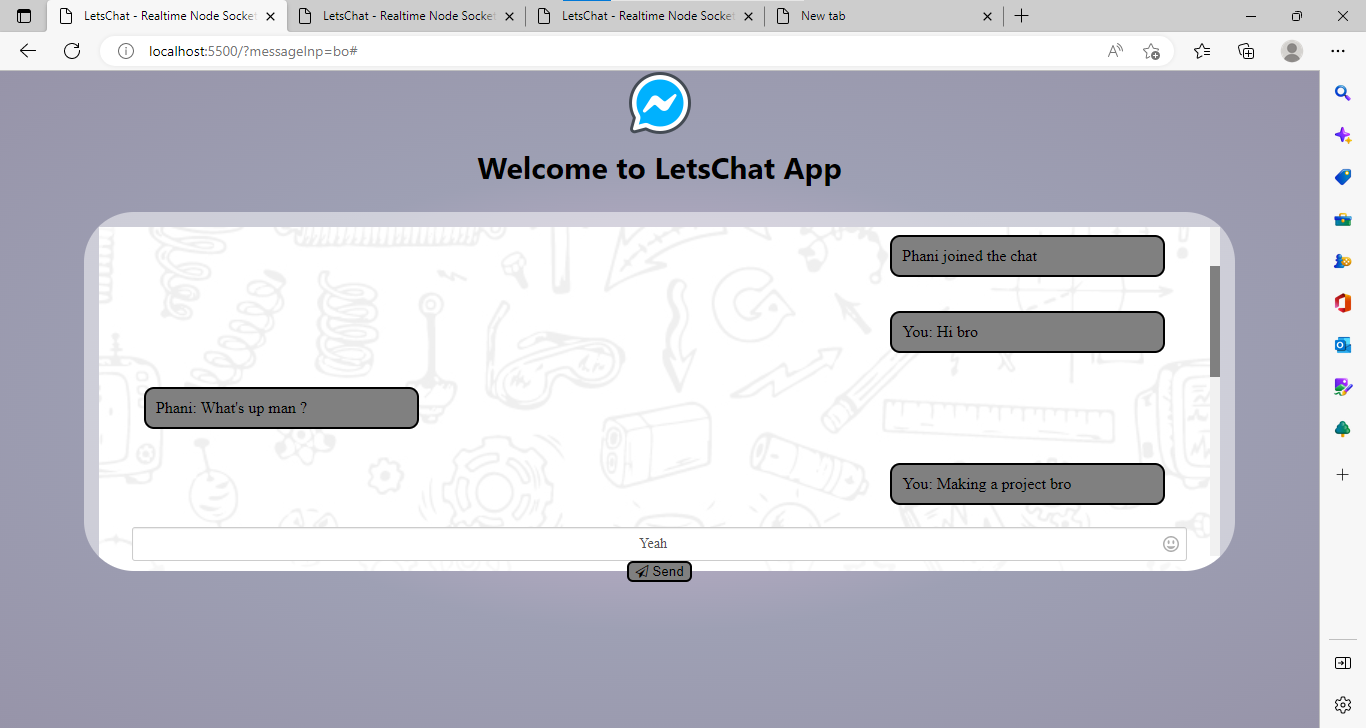 LetsChat - Realtime Node Socket
LetsChat - Realtime Node Socket
LetsChat - Realtime Node Socket
New tab
localhost:5500/?messageInp=bo#
Welcome to LetsChat App
Phani joined the chat
You: Hi bro
Phani: What's up man ?
You: Making a project bro
Yeah
Send